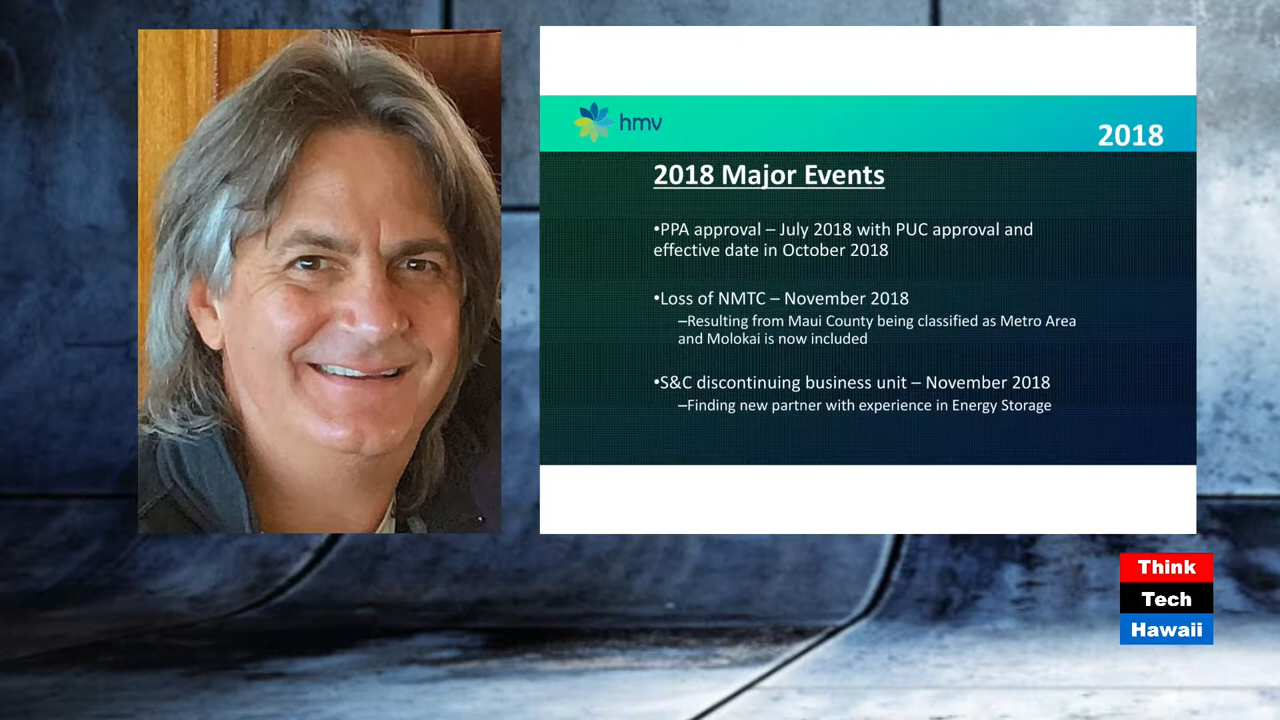 hmv
2018
2018 Major Events
•PPA approval – July 2018 with PUC approval and
effective date in October 2018
•Loss of NMTC – November 2018
–Resulting from Maui County being classified as Metro Area
and Molokai is now included
•S&C discontinuing business unit – November 2018
–Finding new partner with experience in Energy Storage
Think
Tech
Hawaii